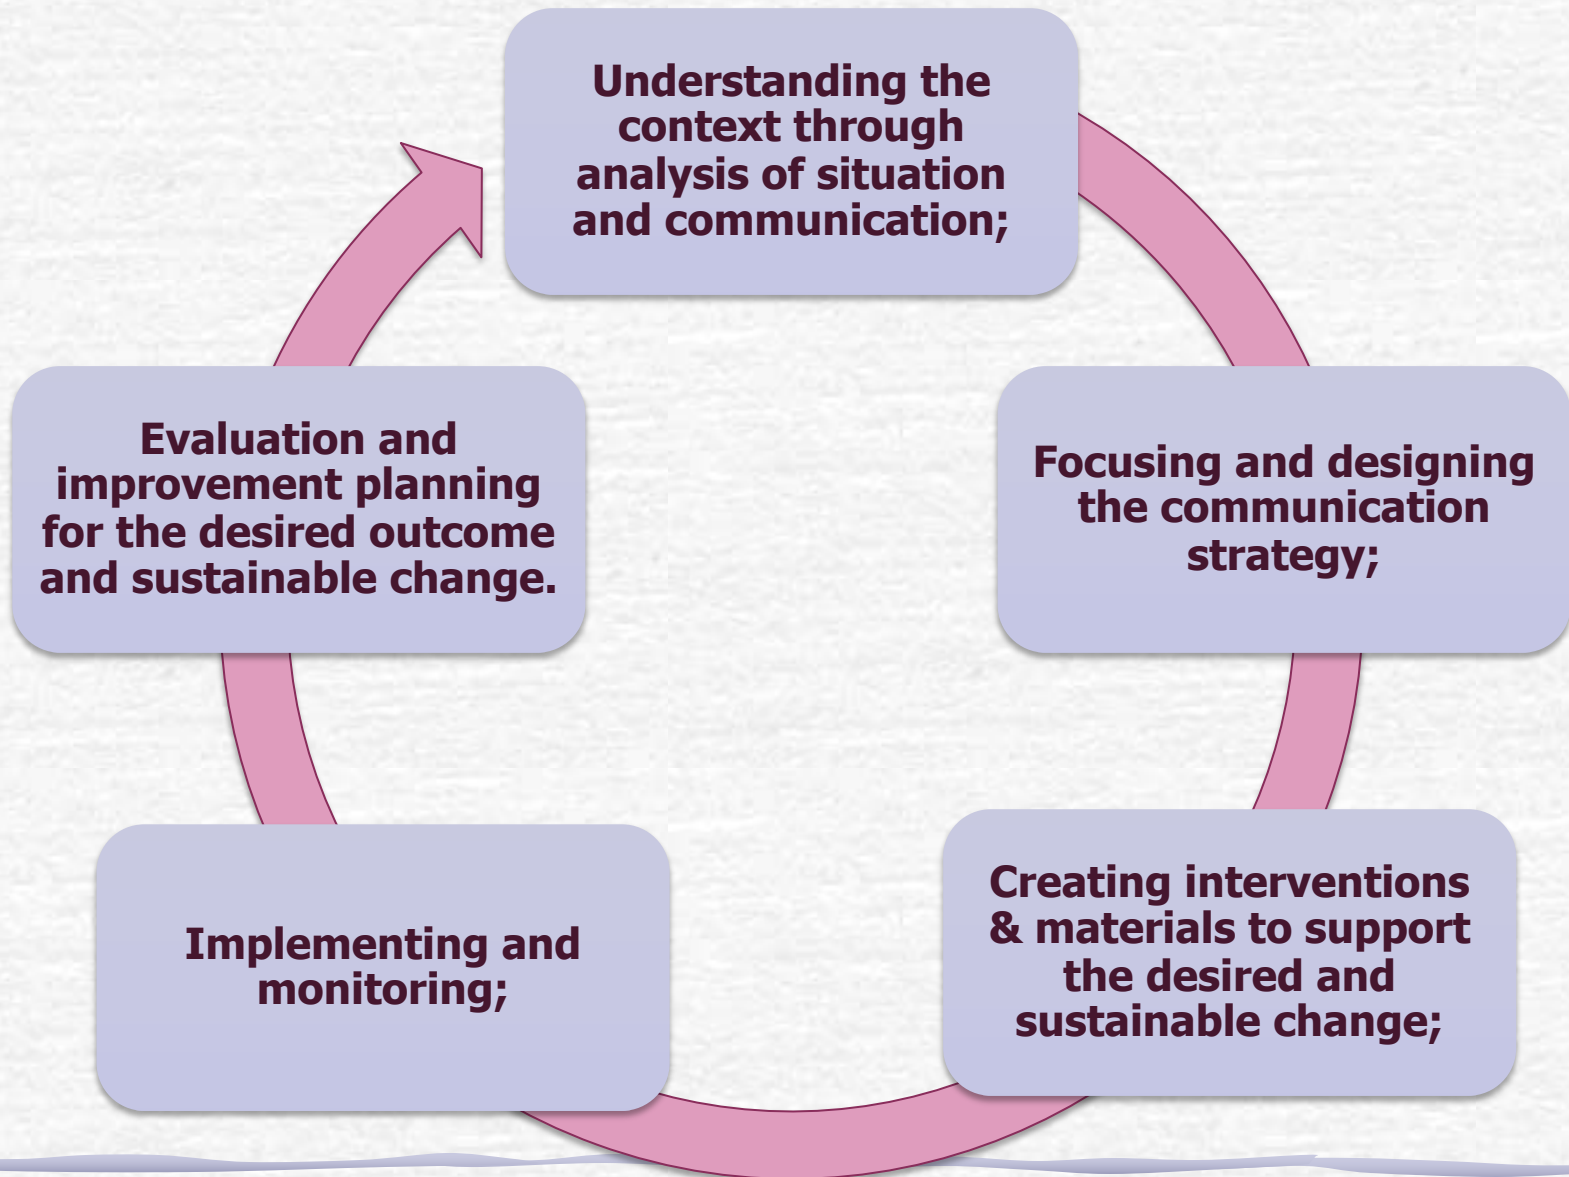 Understanding the
context through
analysis of situation
and communication;
Focusing and designing
the communication
strategy;
Creating interventions
& materials to support
the desired and
sustainable change;
Implementing and
monitoring;
Evaluation and
improvement planning
for the desired outcome
and sustainable change.